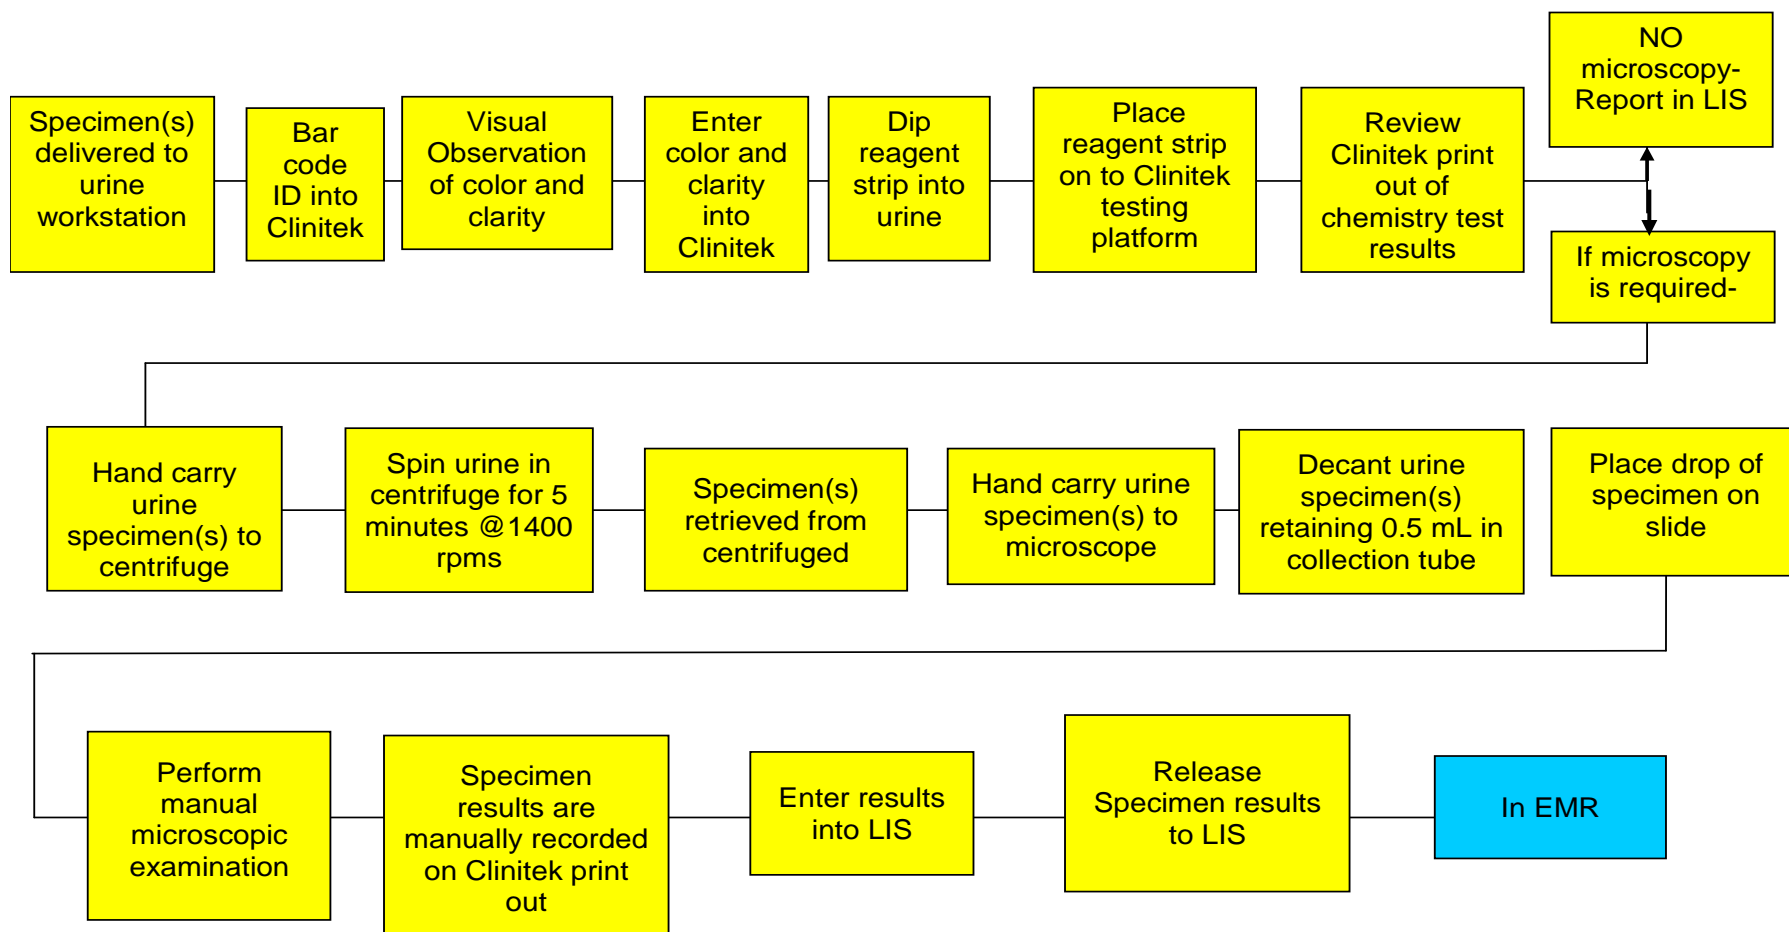 Specimen(s)
delivered to
urine
workstation
Bar
code
ID into
Clinitek
Visual
Observation
of color and
clarity
Enter
color and
clarity
into
Clinitek
Dip
reagent
strip into
urine
Place
reagent strip
on to Clinitek
testing
platform
Review
Clinitek print
out of
chemistry test
results
NO
microscopy-
Report in LIS
If microscopy
is required-
Hand carry
urine
specimen(s) to
centrifuge
Spin urine in
centrifuge for 5
minutes @1400
rpms
Specimen(s)
retrieved from
centrifuged
Hand carry urine
specimen(s) to
microscope
Decant urine
specimen(s)
retaining 0.5 mL in
collection tube
Place drop of
specimen on
slide
Perform
manual
microscopic
examination
Specimen
results are
manually recorded
on Clinitek print
out
Enter results
into LIS
Release
Specimen results
to LIS
In EMR